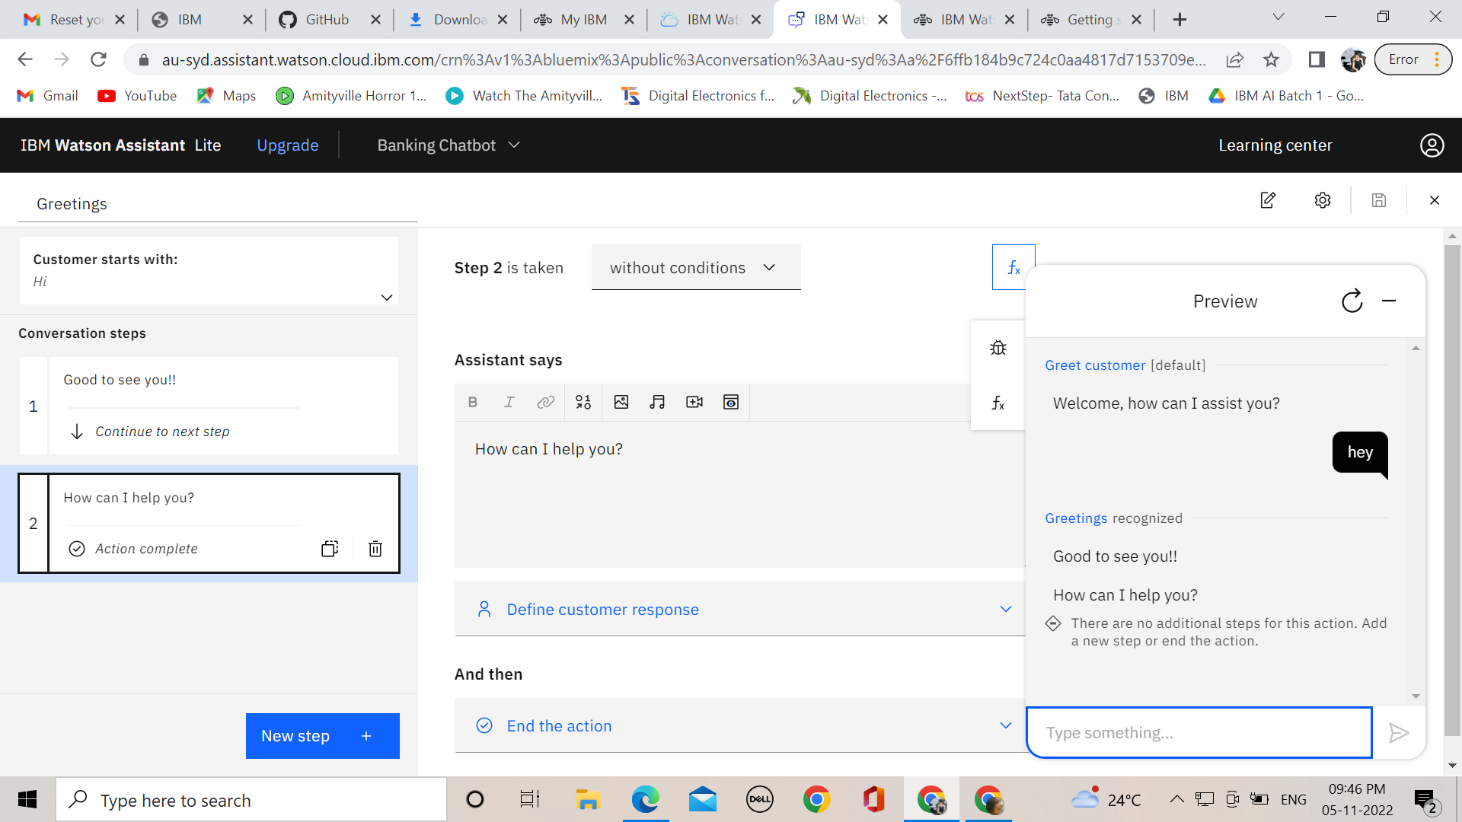 Reset yo
IBM
GitHub
Downloa
My IBM
IBM Wat
IBM Wat
IBM Wat
Getting s
au-syd.assistant.watson.cloud.ibm.com/crn%3Av1%3Abluemix%3Apublic%3Aconversation%3Aau-syd%3Aa%2F6ffb184b9c724c0aa4817d7153709e...
Error
Gmail
YouTube
Maps
Amityville Horror 1...
Watch The Amityvill...
Digital Electronics f...
Digital Electronics -...
NextStep- Tata Con...
IBM
IBM AI Batch 1 - Go...
IBM Watson Assistant Lite
Upgrade
Banking Chatbot
Learning center
Greetings
Customer starts with:
Hi
Conversation steps
1
Good to see you!!
Continue to next step
2
How can I help you?
Action complete
New step +
Step 2 is taken
without conditions
fx
Assistant says
B I
How can I help you?
fx
Define customer response
And then
End the action
Preview
Greet customer [default]
Welcome, how can I assist you?
hey
Greetings recognized
Good to see you!!
How can I help you?
There are no additional steps for this action. Add
a new step or end the action.
Type something...
Type here to search
DELL
24°C
ENG
09:46 PM
05-11-2022
2